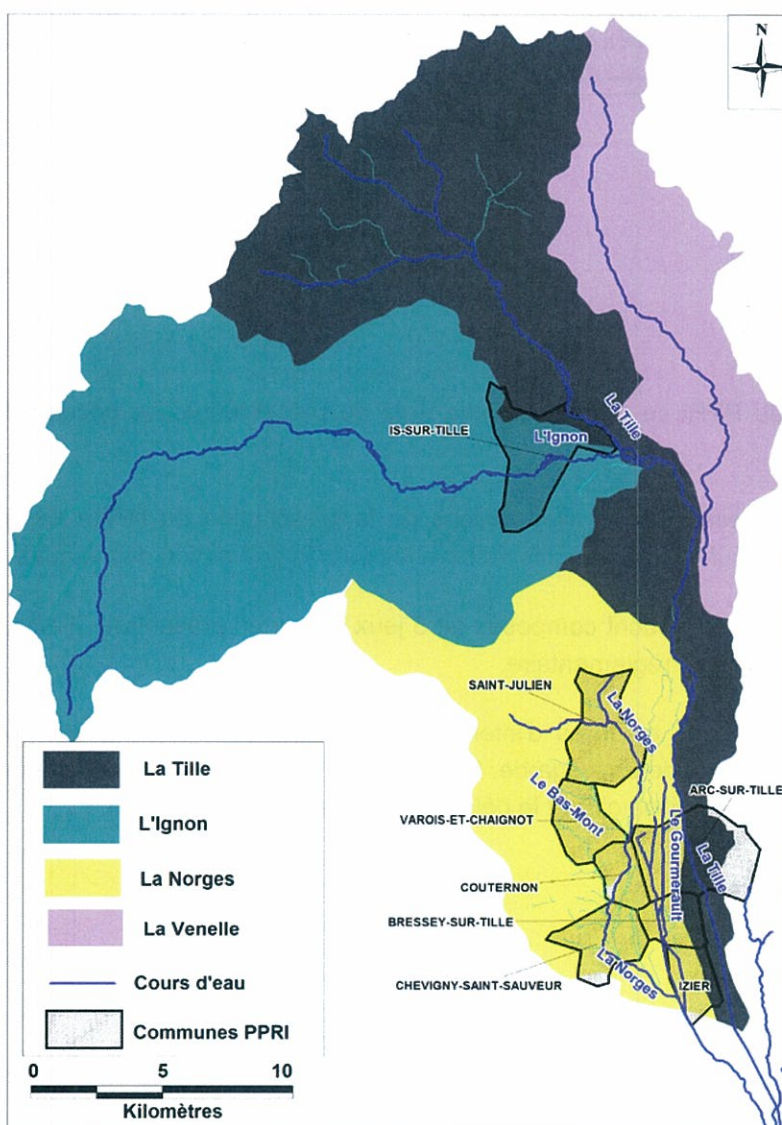 N
IS-SUR-TILLE
L'Ignon
La Tille
SAINT-JULIEN
La Norges
ARC-SUR-TILLE
Le Bas-Mont
VAROIS-ET-CHAIGNOT
Le Gourmerault
La Tille
COUTERNON
BRESSEY-SUR-TILLE
CHEVIGNY-SAINT-SAUVEUR
La Norges
IZIER
La Tille
L'Ignon
La Norges
La Venelle
Cours d'eau
Communes PPRI
0 5 10
Kilomètres